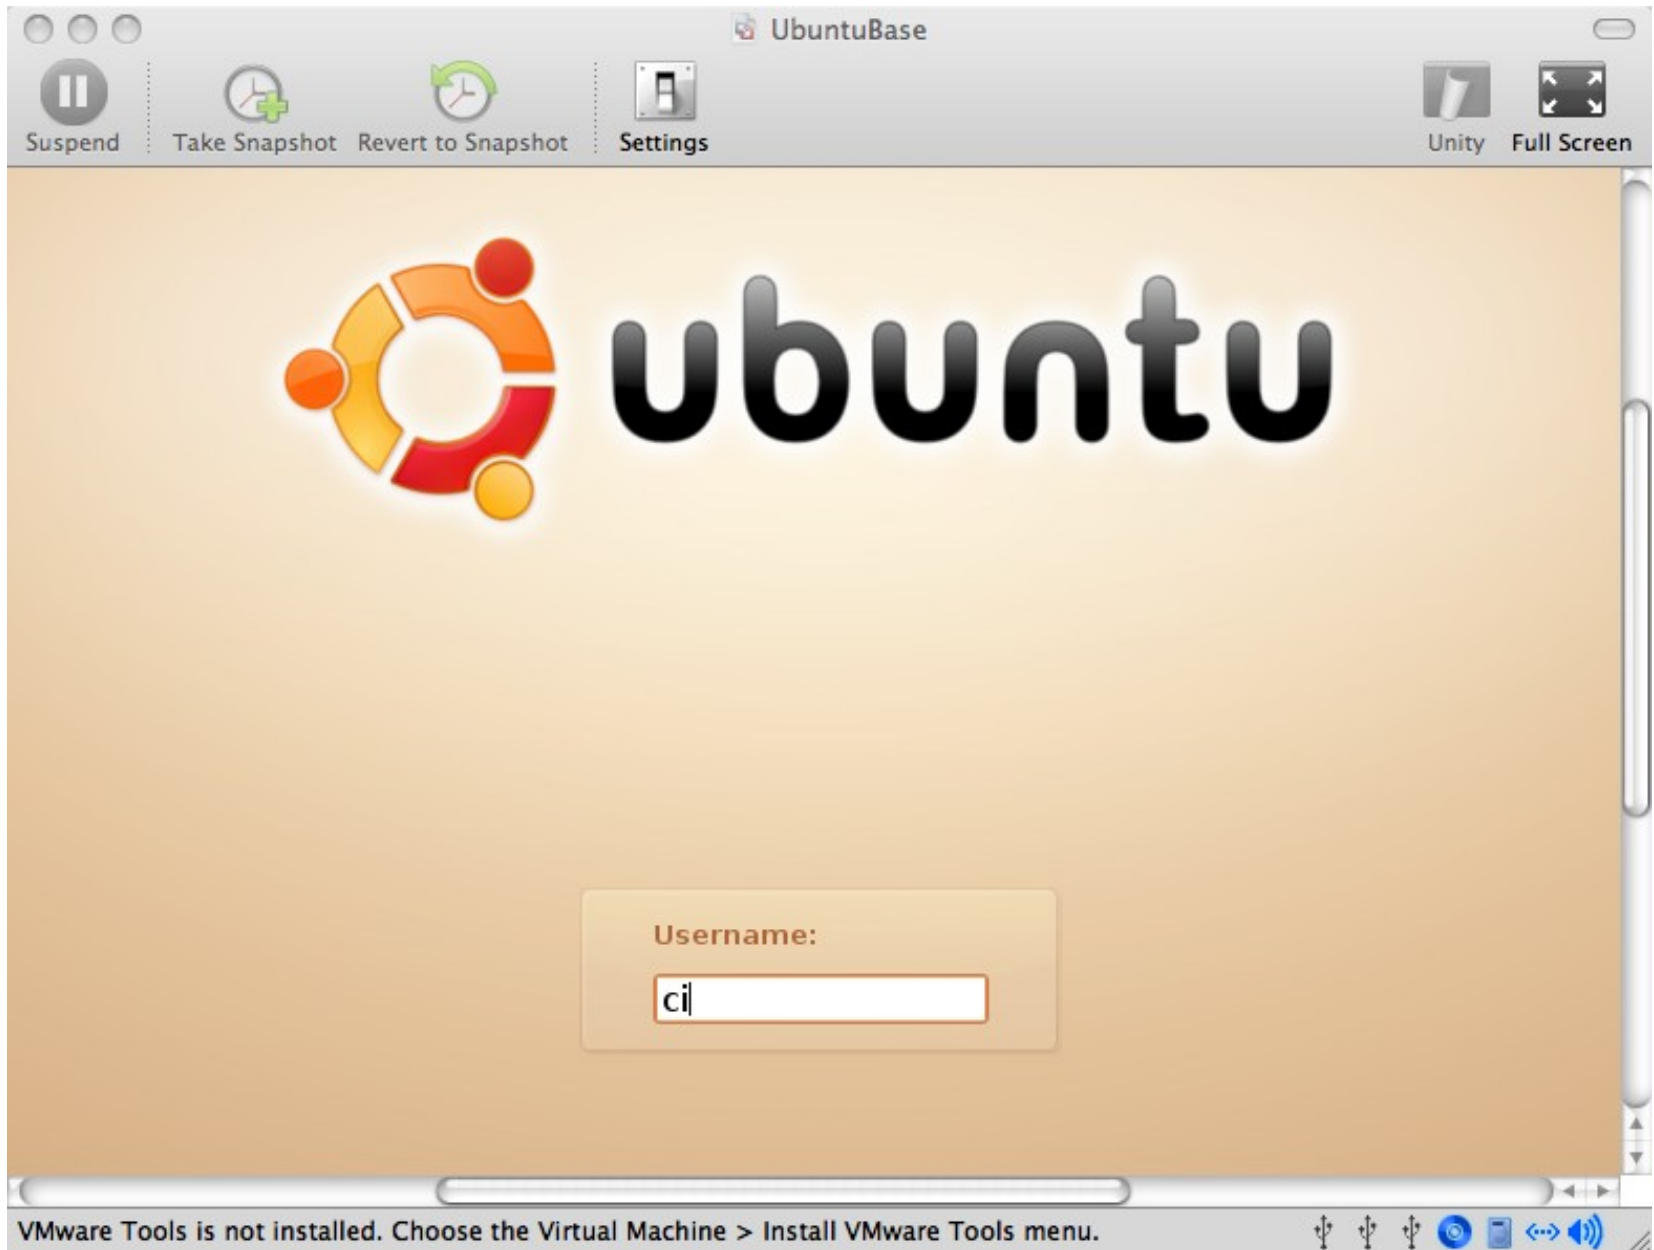 UbuntuBase
Suspend
Take Snapshot
Revert to Snapshot
Settings
Unity
Full Screen
ubuntu
Username:
ci
VMware Tools is not installed. Choose the Virtual Machine > Install VMware Tools menu.